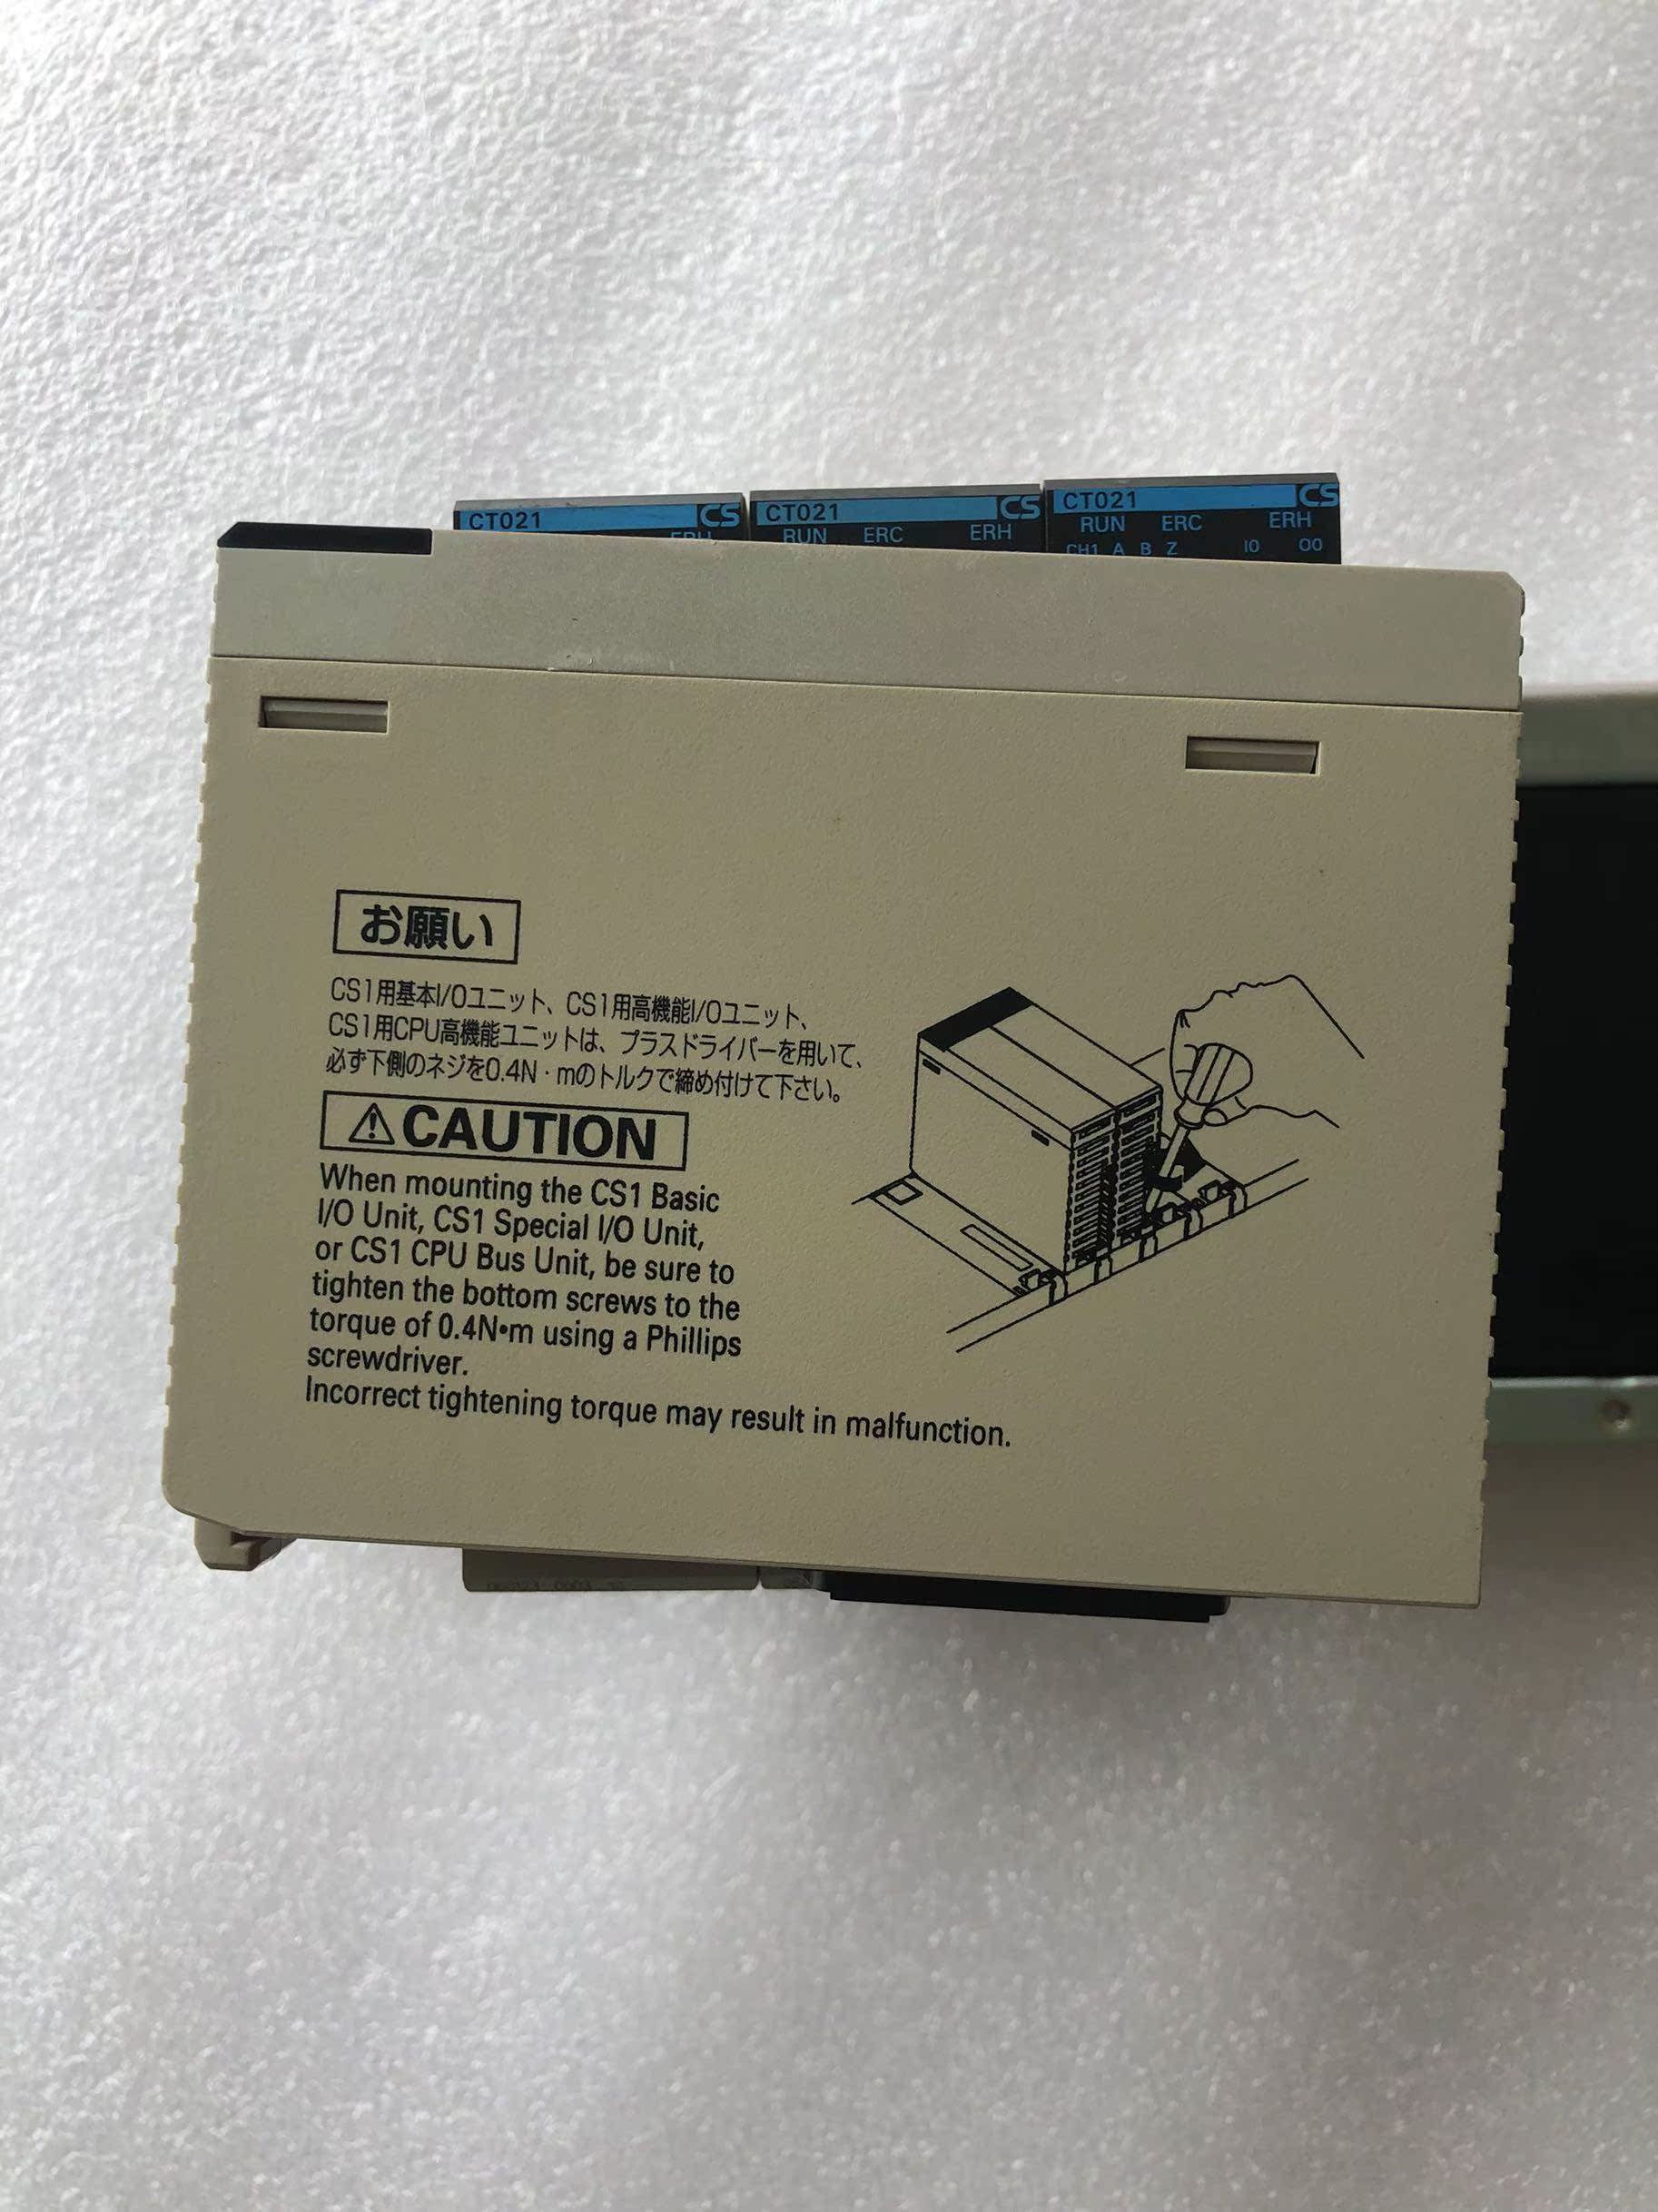 CT021 CS CT021 CS CT021 CS
RUN ERC ERH RUN ERC ERH
CH1 A B Z I0 O0
お願い
CS1用基本I/Oユニット、CS1用高機能I/Oユニット、
CS1用CPU高機能ユニットは、プラスドライバーを用いて、
必ず下側のネジを0.4N・mのトルクで締め付けて下さい。
⚠CAUTION
When mounting the CS1 Basic
I/O Unit, CS1 Special I/O Unit,
or CS1 CPU Bus Unit, be sure to
tighten the bottom screws to the
torque of 0.4N•m using a Phillips
screwdriver.
Incorrect tightening torque may result in malfunction.